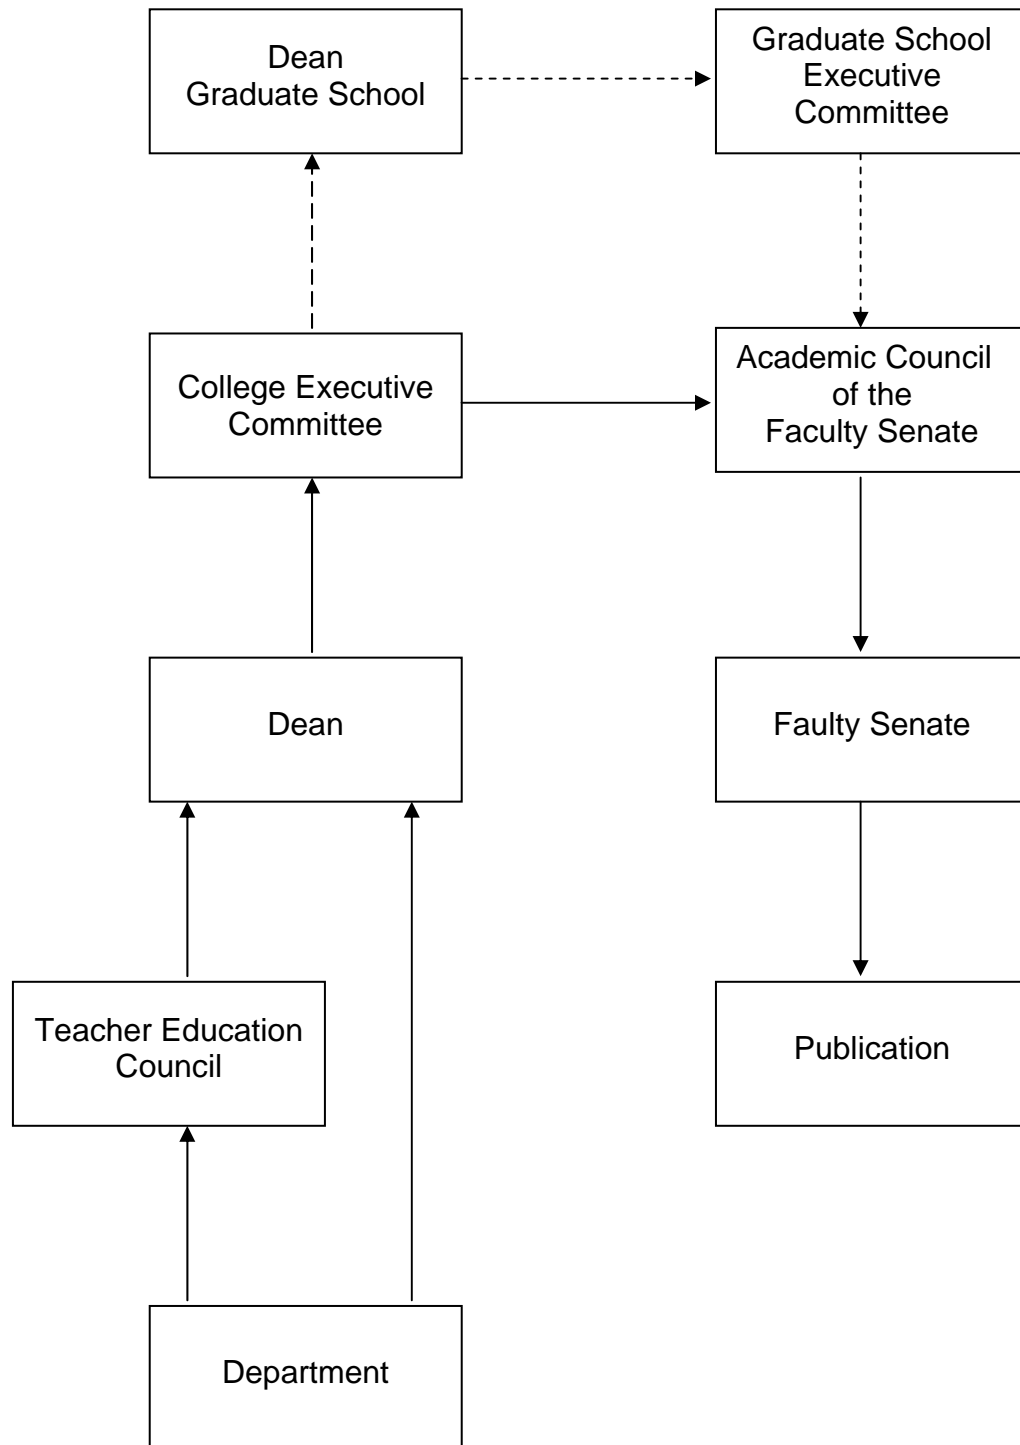 Dean
Graduate School
Graduate School
Executive
Committee
College Executive
Committee
Academic Council
of the
Faculty Senate
Dean
Faulty Senate
Teacher Education
Council
Publication
Department